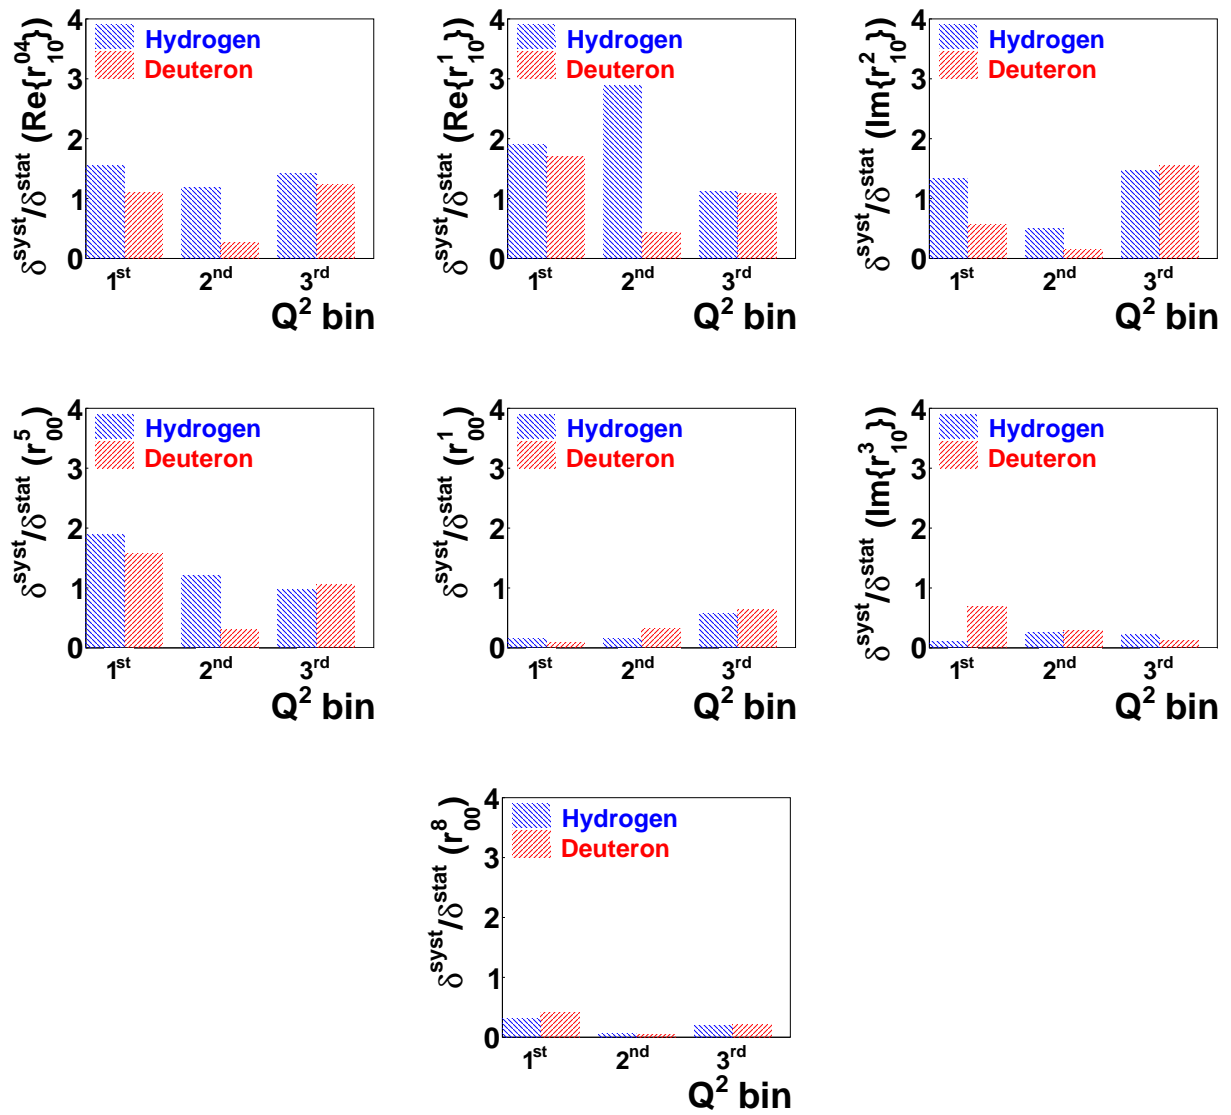 δ^syst/δ^stat (Re{r^04_10})
4
3
2
1
0
Hydrogen
Deuteron
1^st 2^nd 3^rd
Q^2 bin
δ^syst/δ^stat (Re{r^1_10})
4
3
2
1
0
Hydrogen
Deuteron
1^st 2^nd 3^rd
Q^2 bin
δ^syst/δ^stat (Im{r^2_10})
4
3
2
1
0
Hydrogen
Deuteron
1^st 2^nd 3^rd
Q^2 bin
δ^syst/δ^stat (r^5_00)
4
3
2
1
0
Hydrogen
Deuteron
1^st 2^nd 3^rd
Q^2 bin
δ^syst/δ^stat (r^1_00)
4
3
2
1
0
Hydrogen
Deuteron
1^st 2^nd 3^rd
Q^2 bin
δ^syst/δ^stat (Im{r^3_10})
4
3
2
1
0
Hydrogen
Deuteron
1^st 2^nd 3^rd
Q^2 bin
δ^syst/δ^stat (r^8_00)
4
3
2
1
0
Hydrogen
Deuteron
1^st 2^nd 3^rd
Q^2 bin